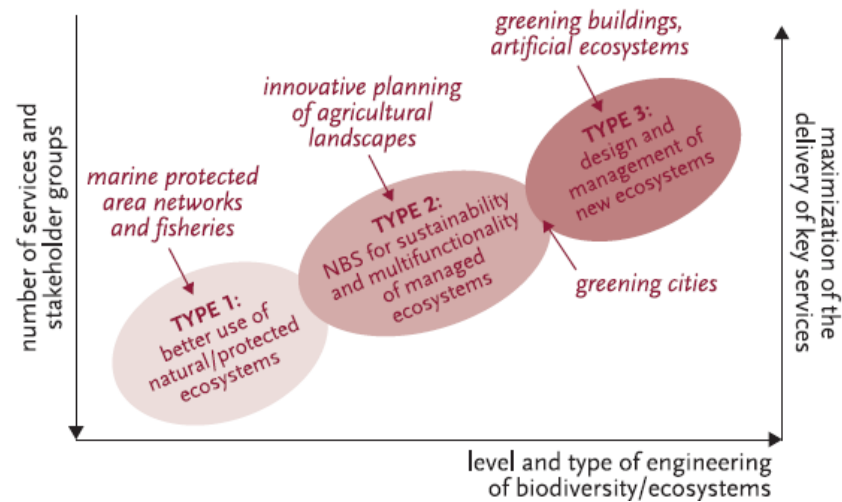 number of services and
stakeholder groups
marine protected
area networks
and fisheries
TYPE 1:
better use of
natural/protected
ecosystems
innovative planning
of agricultural
landscapes
TYPE 2:
NBS for sustainability
and multifunctionality
of managed
ecosystems
greening buildings,
artificial ecosystems
TYPE 3:
design and
management of
new ecosystems
greening cities
maximization of the
delivery of key services
level and type of engineering
of biodiversity/ecosystems